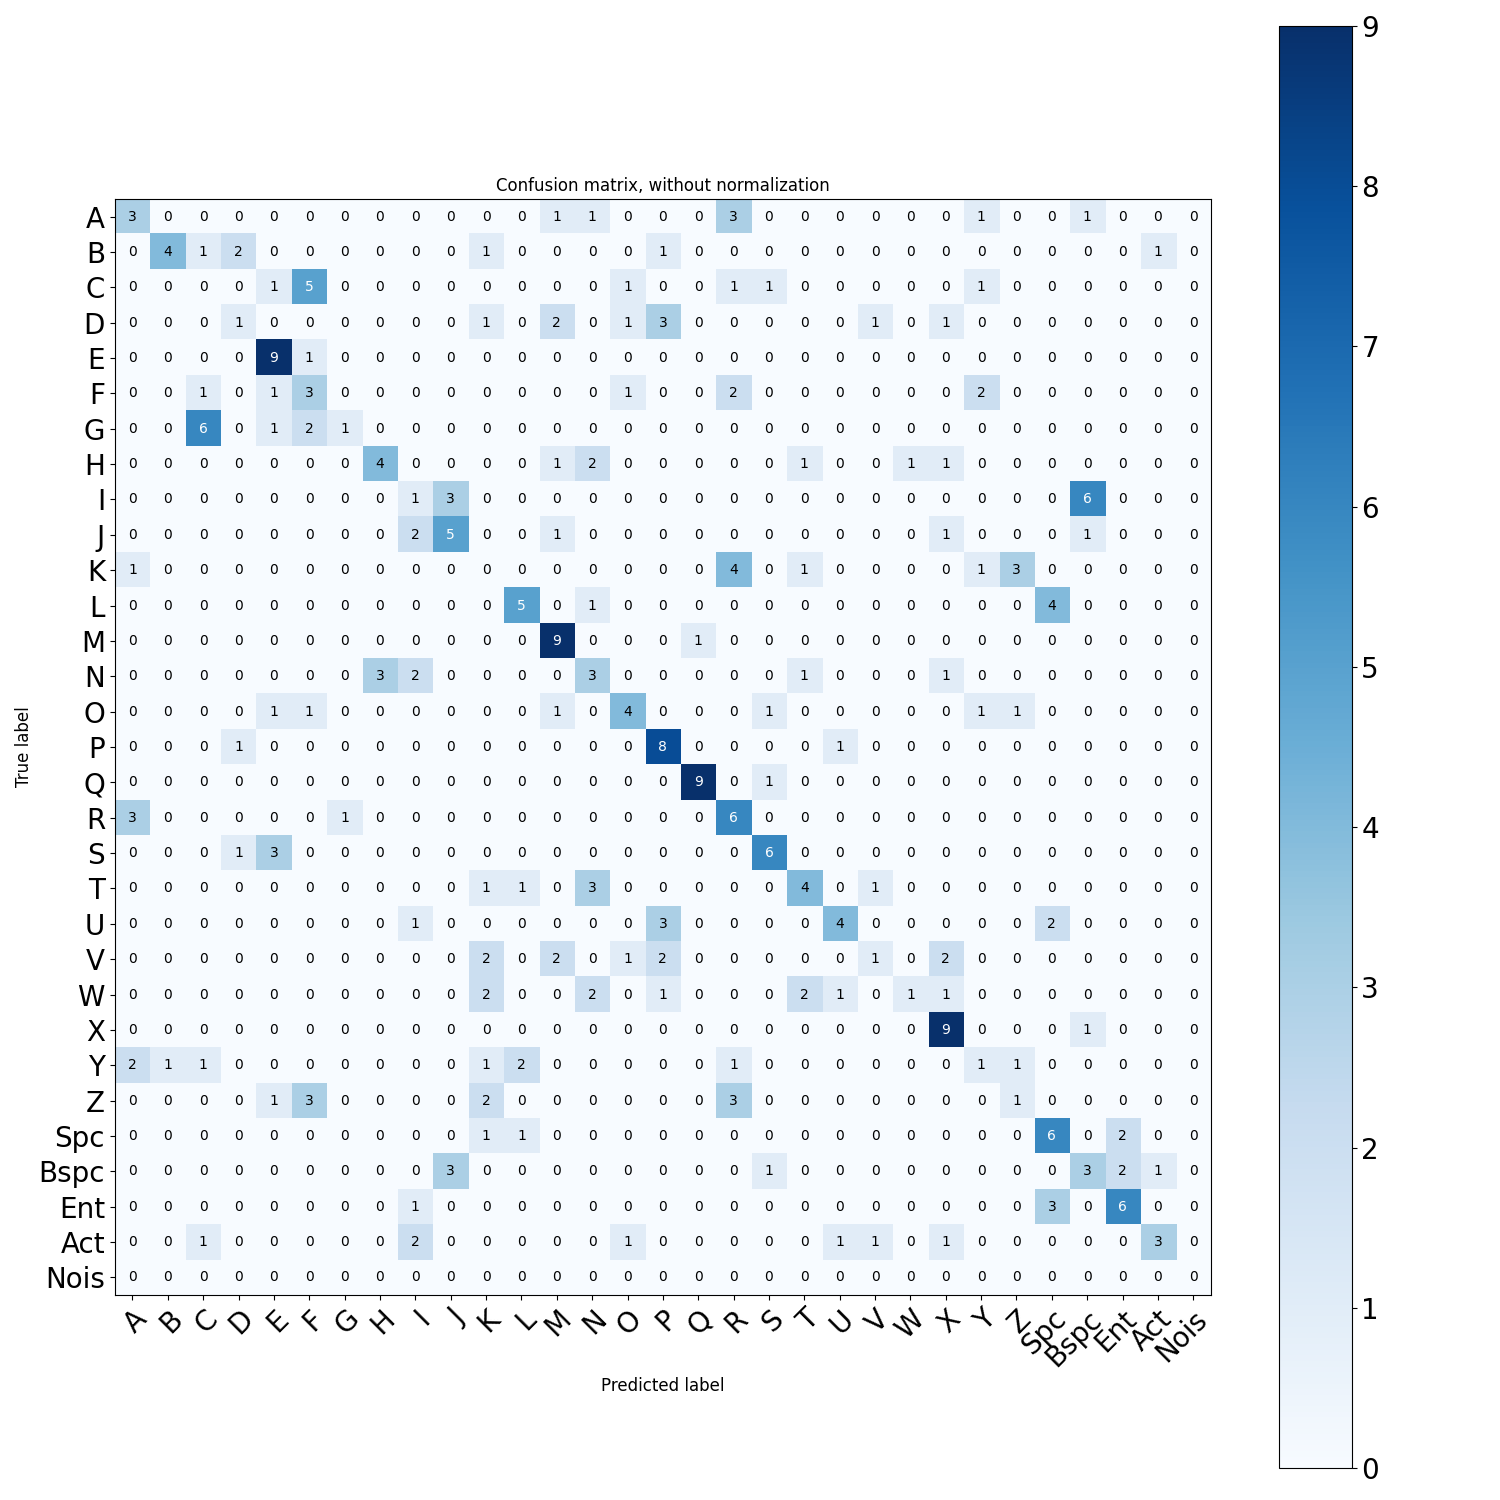 Confusion matrix, without normalization
A 3 0 0 0 0 0 0 0 0 0 0 0 1 1 0 0 0 3 0 0 0 0 0 0 1 0 0 1 0 0 0
B 0 4 1 2 0 0 0 0 0 0 1 0 0 0 0 1 0 0 0 0 0 0 0 0 0 0 0 0 0 1 0
C 0 0 0 0 1 5 0 0 0 0 0 0 0 0 1 0 0 1 1 0 0 0 0 0 1 0 0 0 0 0 0
D 0 0 0 1 0 0 0 0 0 0 1 0 2 0 1 3 0 0 0 0 0 1 0 1 0 0 0 0 0 0 0
E 0 0 0 0 9 1 0 0 0 0 0 0 0 0 0 0 0 0 0 0 0 0 0 0 0 0 0 0 0 0 0
F 0 0 1 0 1 3 0 0 0 0 0 0 0 0 1 0 0 2 0 0 0 0 0 0 2 0 0 0 0 0 0
G 0 0 6 0 1 2 1 0 0 0 0 0 0 0 0 0 0 0 0 0 0 0 0 0 0 0 0 0 0 0 0
H 0 0 0 0 0 0 0 4 0 0 0 0 1 2 0 0 0 0 0 1 0 0 1 1 0 0 0 0 0 0 0
I 0 0 0 0 0 0 0 0 1 3 0 0 0 0 0 0 0 0 0 0 0 0 0 0 0 0 0 6 0 0 0
J 0 0 0 0 0 0 0 0 2 5 0 0 1 0 0 0 0 0 0 0 0 0 0 1 0 0 0 1 0 0 0
K 1 0 0 0 0 0 0 0 0 0 0 0 0 0 0 0 0 4 0 1 0 0 0 0 1 3 0 0 0 0 0
L 0 0 0 0 0 0 0 0 0 0 0 5 0 1 0 0 0 0 0 0 0 0 0 0 0 0 4 0 0 0 0
M 0 0 0 0 0 0 0 0 0 0 0 0 9 0 0 0 1 0 0 0 0 0 0 0 0 0 0 0 0 0 0
N 0 0 0 0 0 0 0 3 2 0 0 0 0 3 0 0 0 0 0 1 0 0 0 1 0 0 0 0 0 0 0
O 0 0 0 0 1 1 0 0 0 0 0 0 1 0 4 0 0 0 1 0 0 0 0 0 1 1 0 0 0 0 0
P 0 0 0 1 0 0 0 0 0 0 0 0 0 0 0 8 0 0 0 0 1 0 0 0 0 0 0 0 0 0 0
Q 0 0 0 0 0 0 0 0 0 0 0 0 0 0 0 0 9 0 1 0 0 0 0 0 0 0 0 0 0 0 0
R 3 0 0 0 0 0 1 0 0 0 0 0 0 0 0 0 0 6 0 0 0 0 0 0 0 0 0 0 0 0 0
S 0 0 0 1 3 0 0 0 0 0 0 0 0 0 0 0 0 0 6 0 0 0 0 0 0 0 0 0 0 0 0
T 0 0 0 0 0 0 0 0 0 0 1 1 0 3 0 0 0 0 0 4 0 1 0 0 0 0 0 0 0 0 0
U 0 0 0 0 0 0 0 0 1 0 0 0 0 0 0 3 0 0 0 0 4 0 0 0 0 0 2 0 0 0 0
V 0 0 0 0 0 0 0 0 0 0 2 0 2 0 1 2 0 0 0 0 0 1 0 2 0 0 0 0 0 0 0
W 0 0 0 0 0 0 0 0 0 0 2 0 0 2 0 1 0 0 0 2 1 0 1 1 0 0 0 0 0 0 0
X 0 0 0 0 0 0 0 0 0 0 0 0 0 0 0 0 0 0 0 0 0 0 0 9 0 0 0 1 0 0 0
Y 2 1 1 0 0 0 0 0 0 0 1 2 0 0 0 0 0 1 0 0 0 0 0 0 1 1 0 0 0 0 0
Z 0 0 0 0 1 3 0 0 0 0 2 0 0 0 0 0 0 3 0 0 0 0 0 0 0 1 0 0 0 0 0
Spc 0 0 0 0 0 0 0 0 0 0 1 1 0 0 0 0 0 0 0 0 0 0 0 0 0 0 6 0 2 0 0
Bspc 0 0 0 0 0 0 0 0 0 3 0 0 0 0 0 0 0 0 1 0 0 0 0 0 0 0 0 3 2 1 0
Ent 0 0 0 0 0 0 0 0 1 0 0 0 0 0 0 0 0 0 0 0 0 0 0 0 0 0 3 0 6 0 0
Act 0 0 1 0 0 0 0 0 2 0 0 0 0 0 1 0 0 0 0 0 1 1 0 1 0 0 0 0 0 3 0
Nois 0 0 0 0 0 0 0 0 0 0 0 0 0 0 0 0 0 0 0 0 0 0 0 0 0 0 0 0 0 0 0
A B C D E F G H I J K L M N O P Q R S T U V W X Y Z Spc Bspc Ent Act Nois
Predicted label
True label
9
8
7
6
5
4
3
2
1
0